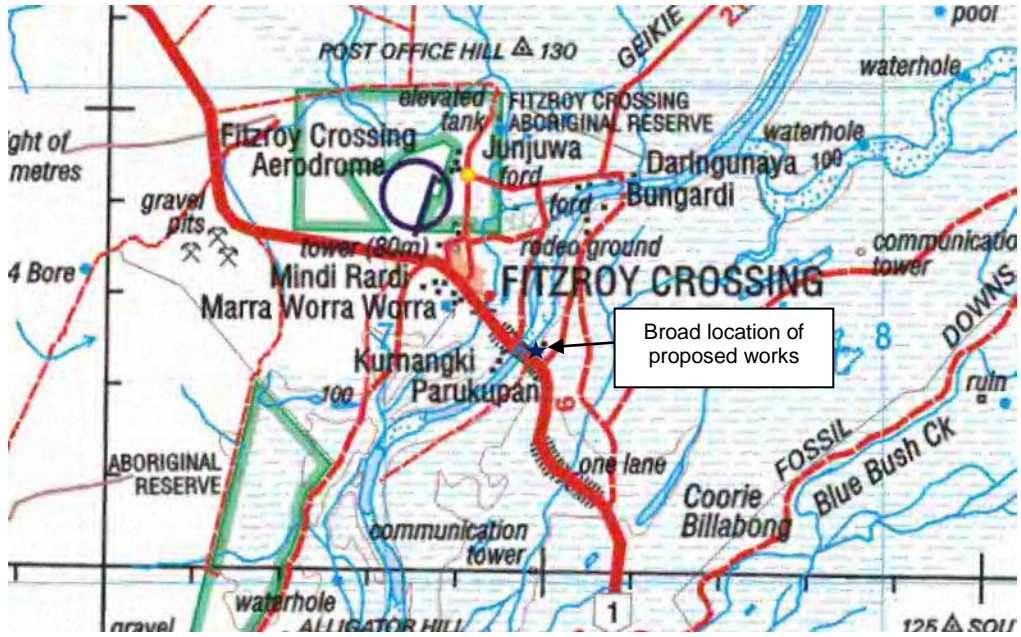 pool
POST OFFICE HILL 130
GEIKIE
waterhole
elevated
tank
FITZROY CROSSING
ABORIGINAL RESERVE
Fitzroy Crossing
Aerodrome
Junjuwa
ford
waterhole
100
Daringunaya
Bungardi
ford
ght of
metres
gravel
pits
tower (80m)
rodeo ground
communicatio
tower
4 Bore
Mindi Rardi
Marra Worra Worra
FITZROY CROSSING
7
8
Broad location of
proposed works
Kurnangki
Parukupan
DOWNS
ruin
100
6
FOSSIL
Blue Bush Ck
ABORIGINAL
RESERVE
one lane
Coorie
Billabong
communication
tower
waterhole
1
gravel
ALLIGATOR HILL
125 SOU